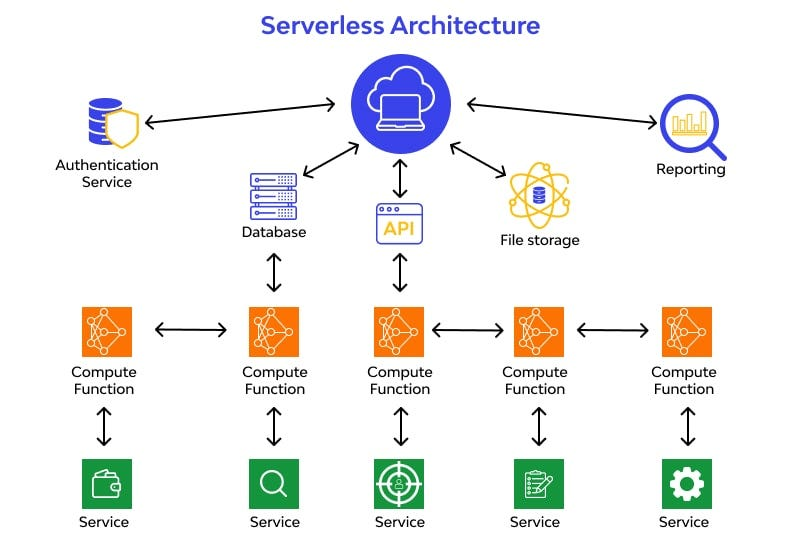 Serverless Architecture
Authentication
Service
Reporting
Database
API
File storage
Compute
Function
Compute
Function
Compute
Function
Compute
Function
Compute
Function
Service
Service
Service
Service
Service